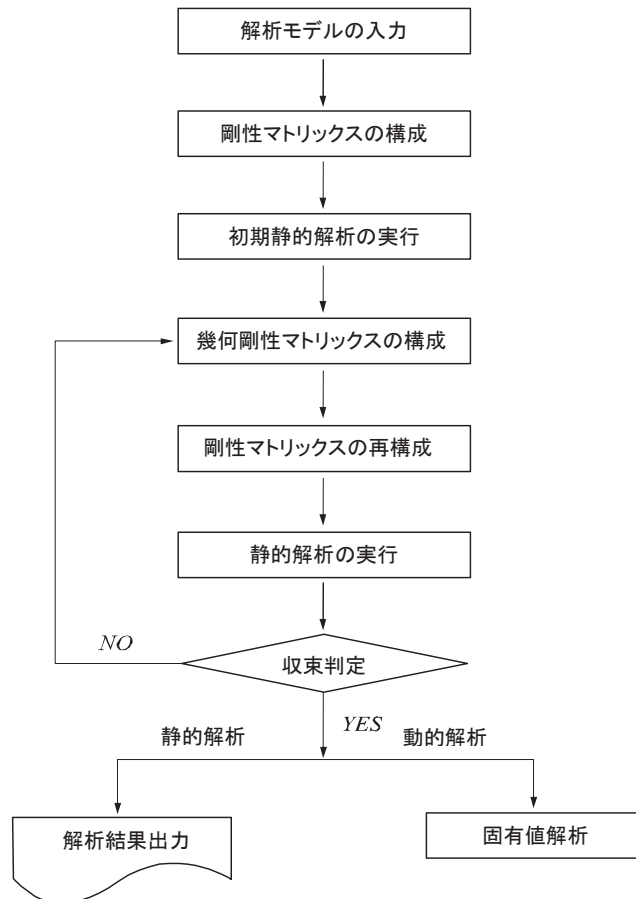 解析モデルの入力
剛性マトリックスの構成
初期静的解析の実行
幾何剛性マトリックスの構成
剛性マトリックスの再構成
静的解析の実行
NO
収束判定
YES
静的解析
動的解析
解析結果出力
固有値解析